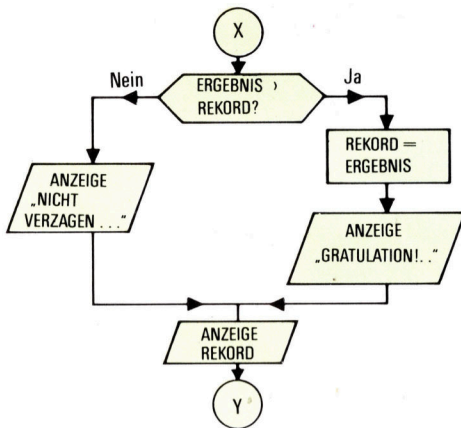 X
Nein
ERGEBNIS >
REKORD?
Ja
ANZEIGE
„NICHT
VERZAGEN ..."
REKORD =
ERGEBNIS
ANZEIGE
„GRATULATION!.."
ANZEIGE
REKORD
Y